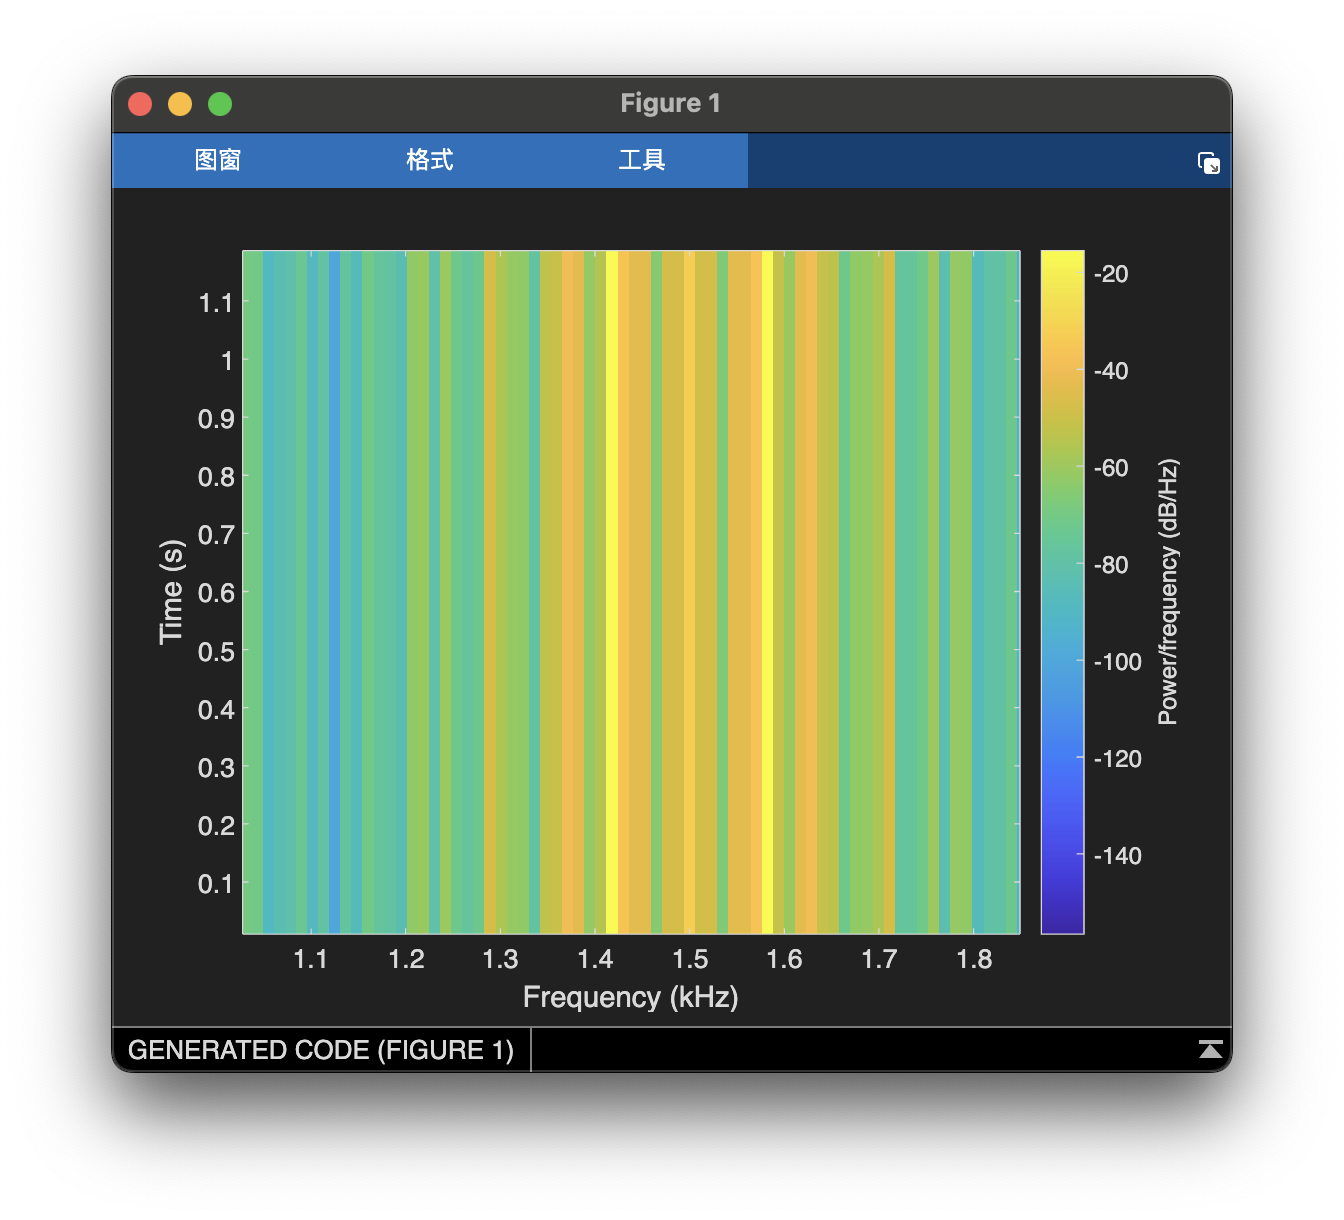 Figure 1
图窗 格式 工具
1.1
1
0.9
0.8
0.7
0.6
0.5
0.4
0.3
0.2
0.1
Time (s)
1.1 1.2 1.3 1.4 1.5 1.6 1.7 1.8
Frequency (kHz)
-20
-40
-60
-80
-100
-120
-140
Power/frequency (dB/Hz)
GENERATED CODE (FIGURE 1)